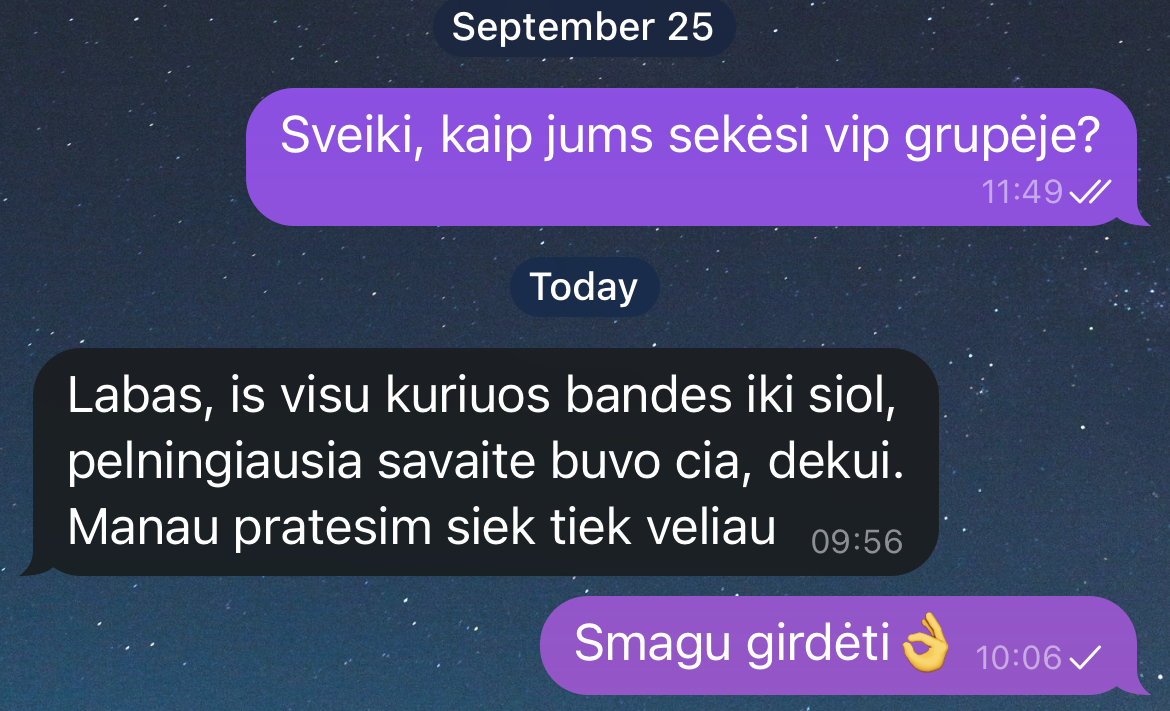 September 25
Sveiki, kaip jums sekėsi vip grupėje?
11:49
Today
Labas, is visu kuriuos bandes iki siol,
pelningiausia savaite buvo cia, dekui.
Manau pratesim siek tiek veliau 09:56
Smagu girdėti👌 10:06